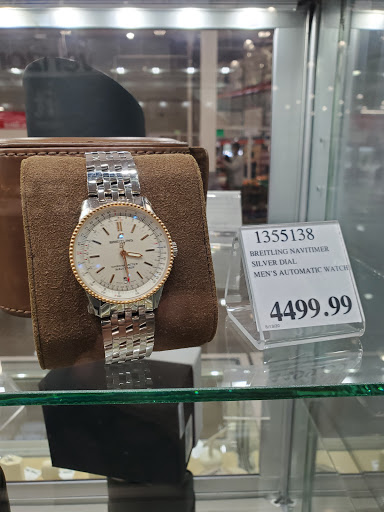 1355138
BREITLING NAVITIMER
SILVER DIAL
MEN'S AUTOMATIC WATCH
4499.99